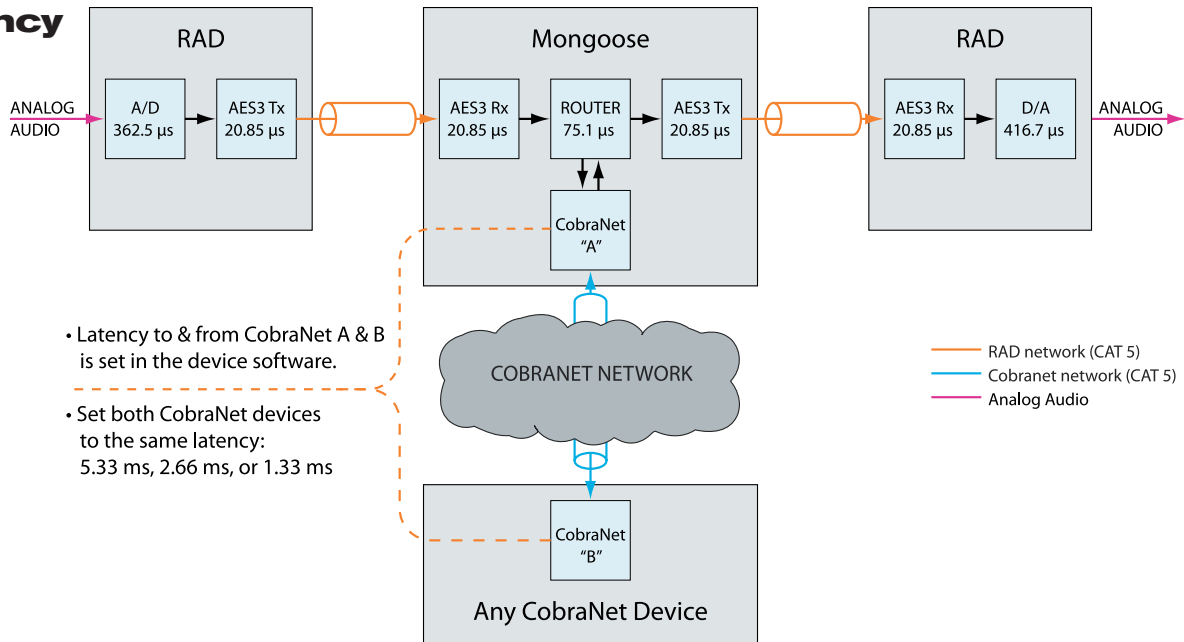 ncy
RAD
Mongoose
RAD
ANALOG
AUDIO
A/D
362.5 µs
AES3 Tx
20.85 µs
AES3 Rx
20.85 µs
ROUTER
75.1 µs
AES3 Tx
20.85 µs
AES3 Rx
20.85 µs
D/A
416.7 µs
ANALOG
AUDIO
CobraNet
"A"
• Latency to & from CobraNet A & B
is set in the device software.
• Set both CobraNet devices
to the same latency:
5.33 ms, 2.66 ms, or 1.33 ms
COBRANET NETWORK
RAD network (CAT 5)
Cobranet network (CAT 5)
Analog Audio
CobraNet
"B"
Any CobraNet Device